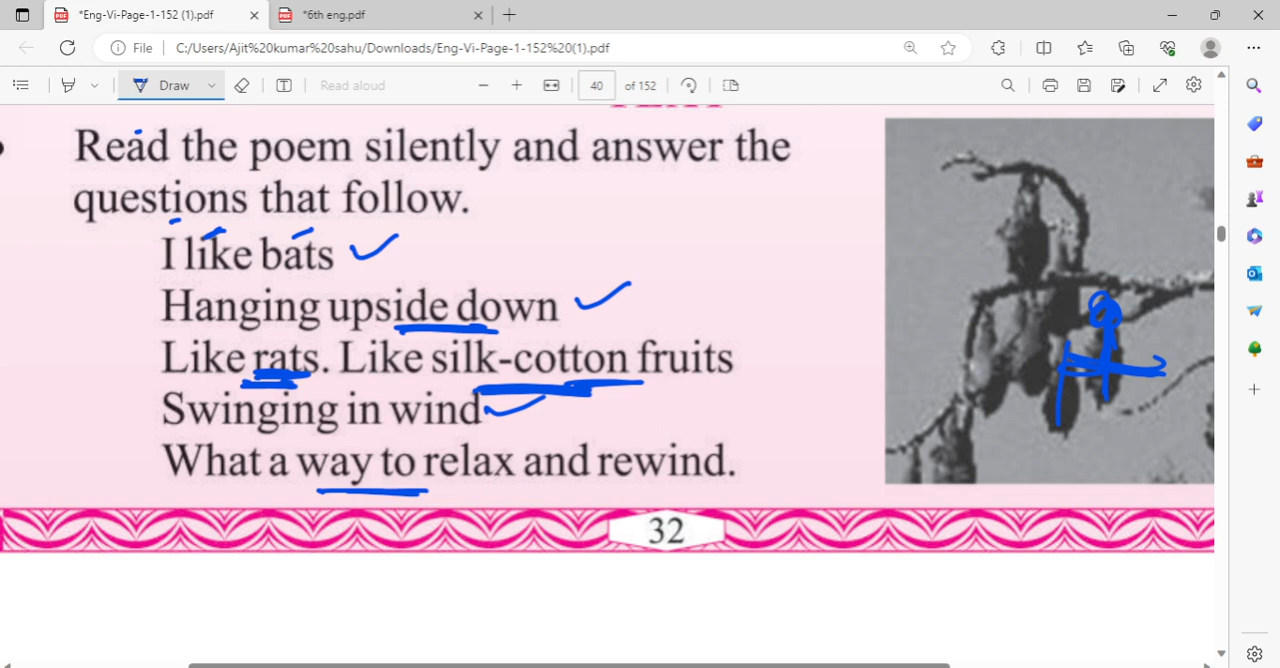 *Eng-Vi-Page-1-152 (1).pdf
*6th eng.pdf
File C:/Users/Ajit%20kumar%20sahu/Downloads/Eng-Vi-Page-1-152%20(1).pdf
Draw Read aloud 40 of 152
Read the poem silently and answer the
questions that follow.
I like bats
Hanging upside down
Like rats. Like silk-cotton fruits
Swinging in wind
What a way to relax and rewind.
32